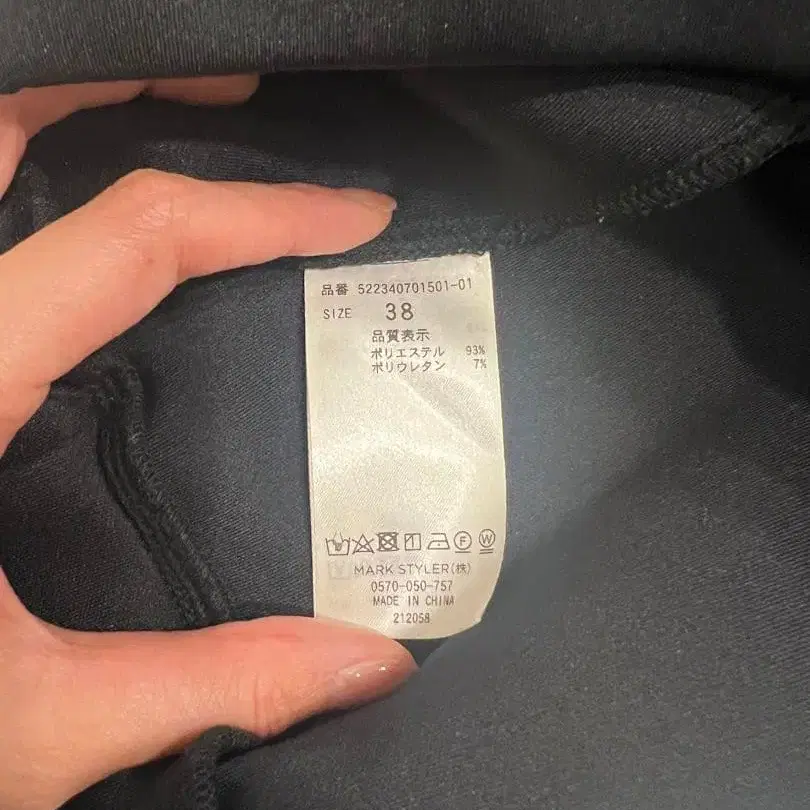 品番 522340701501-01
SIZE 38
品質表示
ポリエステル 93%
ポリウレタン 7%
F W
MARK STYLER(株)
0570-050-757
MADE IN CHINA
212058